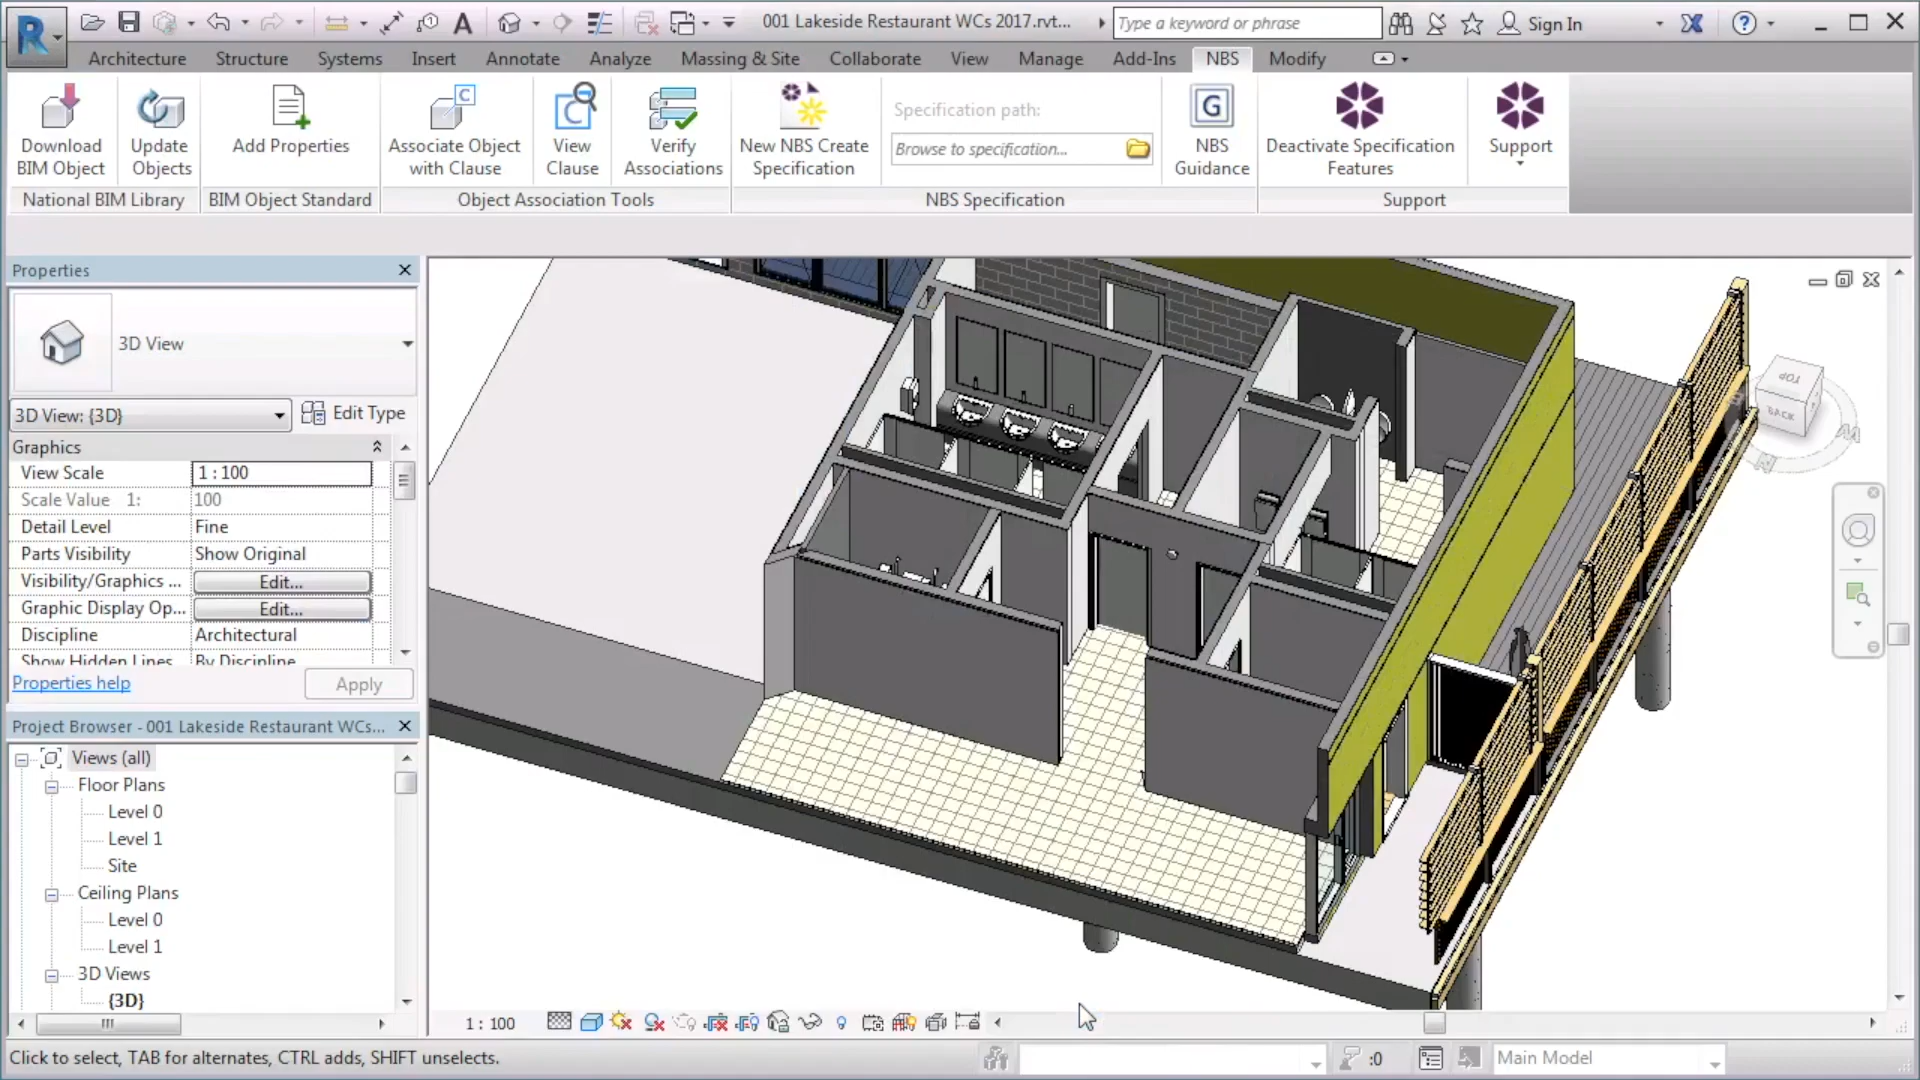 001 Lakeside Restaurant WCs 2017.rvt...
Type a keyword or phrase
Sign In
Architecture Structure Systems Insert Annotate Analyze Massing & Site Collaborate View Manage Add-Ins NBS Modify
Download BIM Object
Update Objects
Add Properties
Associate Object with Clause
View Clause
Verify Associations
New NBS Create Specification
Specification path:
Browse to specification...
NBS Guidance
Deactivate Specification Features
Support
National BIM Library
BIM Object Standard
Object Association Tools
NBS Specification
Support
Properties
3D View
3D View: {3D}
Edit Type
Graphics
View Scale 1 : 100
Scale Value 1: 100
Detail Level Fine
Parts Visibility Show Original
Visibility/Graphics ... Edit...
Graphic Display Op... Edit...
Discipline Architectural
Show Hidden Lines By Discipline
Properties help
Apply
Project Browser - 001 Lakeside Restaurant WCs...
Views (all)
Floor Plans
Level 0
Level 1
Site
Ceiling Plans
Level 0
Level 1
3D Views
{3D}
TOP
BACK
1 : 100
Click to select, TAB for alternates, CTRL adds, SHIFT unselects.
:0
Main Model